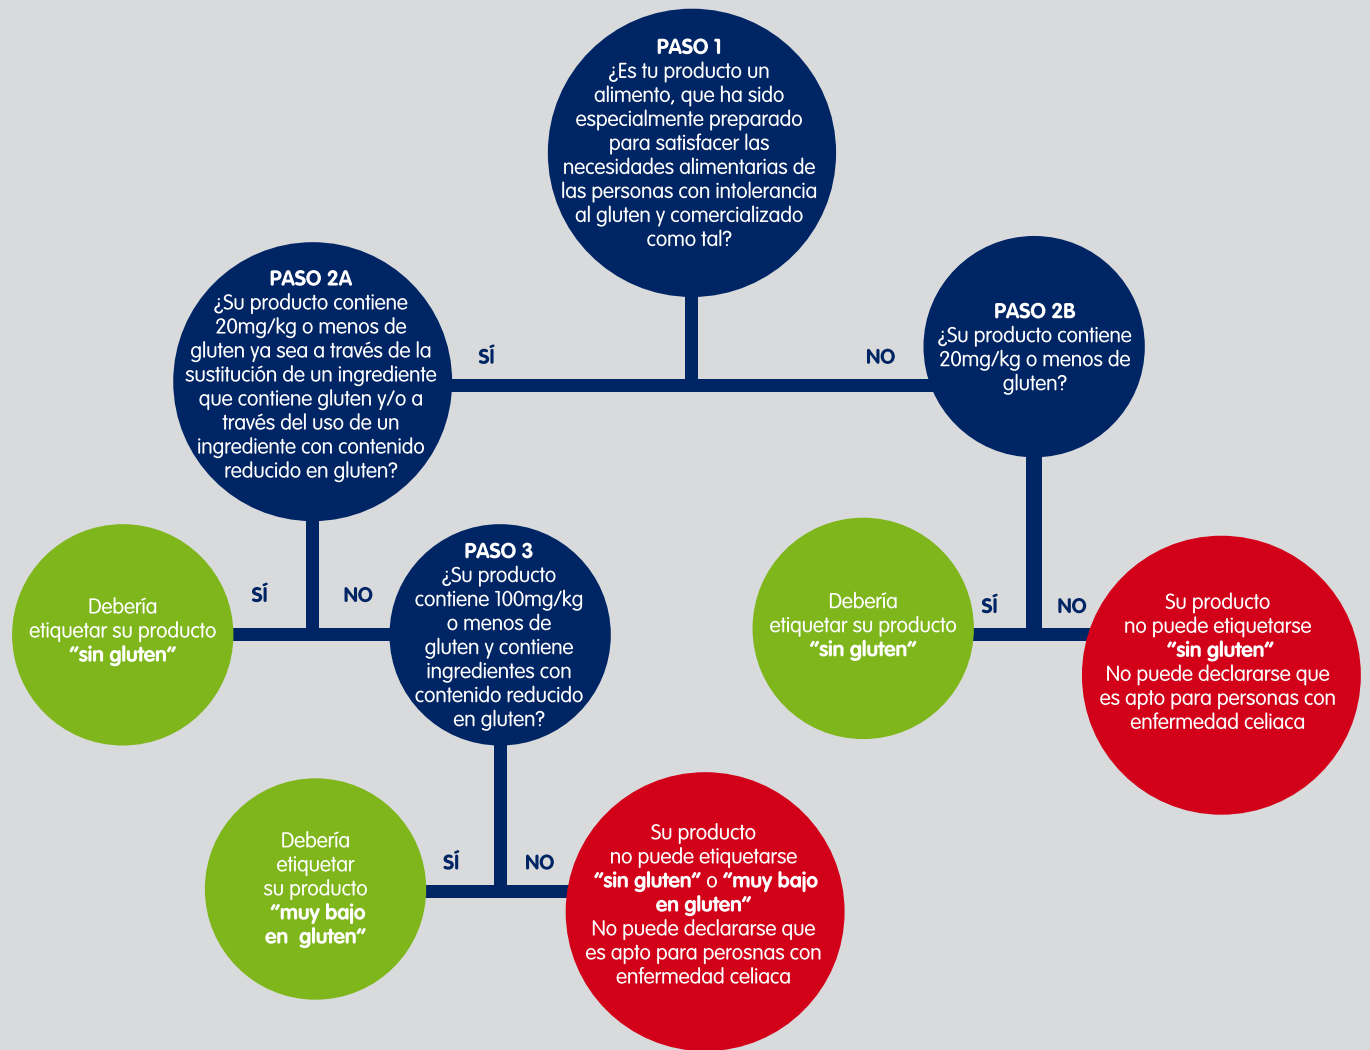 PASO 1
¿Es tu producto un
alimento, que ha sido
especialmente preparado
para satisfacer las
necesidades alimentarias de
las personas con intolerancia
al gluten y comercializado
como tal?
PASO 2A
¿Su producto contiene
20mg/kg o menos de
gluten ya sea a través de la
sustitución de un ingrediente
que contiene gluten y/o a
través del uso de un
ingrediente con contenido
reducido en gluten?
SÍ
NO
PASO 2B
¿Su producto contiene
20mg/kg o menos de
gluten?
Debería
etiquetar su producto
"sin gluten"
SÍ
NO
PASO 3
¿Su producto
contiene 100mg/kg
o menos de
gluten y contiene
ingredientes con
contenido reducido
en gluten?
Debería
etiquetar su producto
"sin gluten"
SÍ
NO
Su producto
no puede etiquetarse
"sin gluten"
No puede declararse que
es apto para personas con
enfermedad celiaca
Debería
etiquetar
su producto
"muy bajo
en gluten"
SÍ
NO
Su producto
no puede etiquetarse
"sin gluten" o "muy bajo
en gluten"
No puede declararse que
es apto para perosnas con
enfermedad celiaca